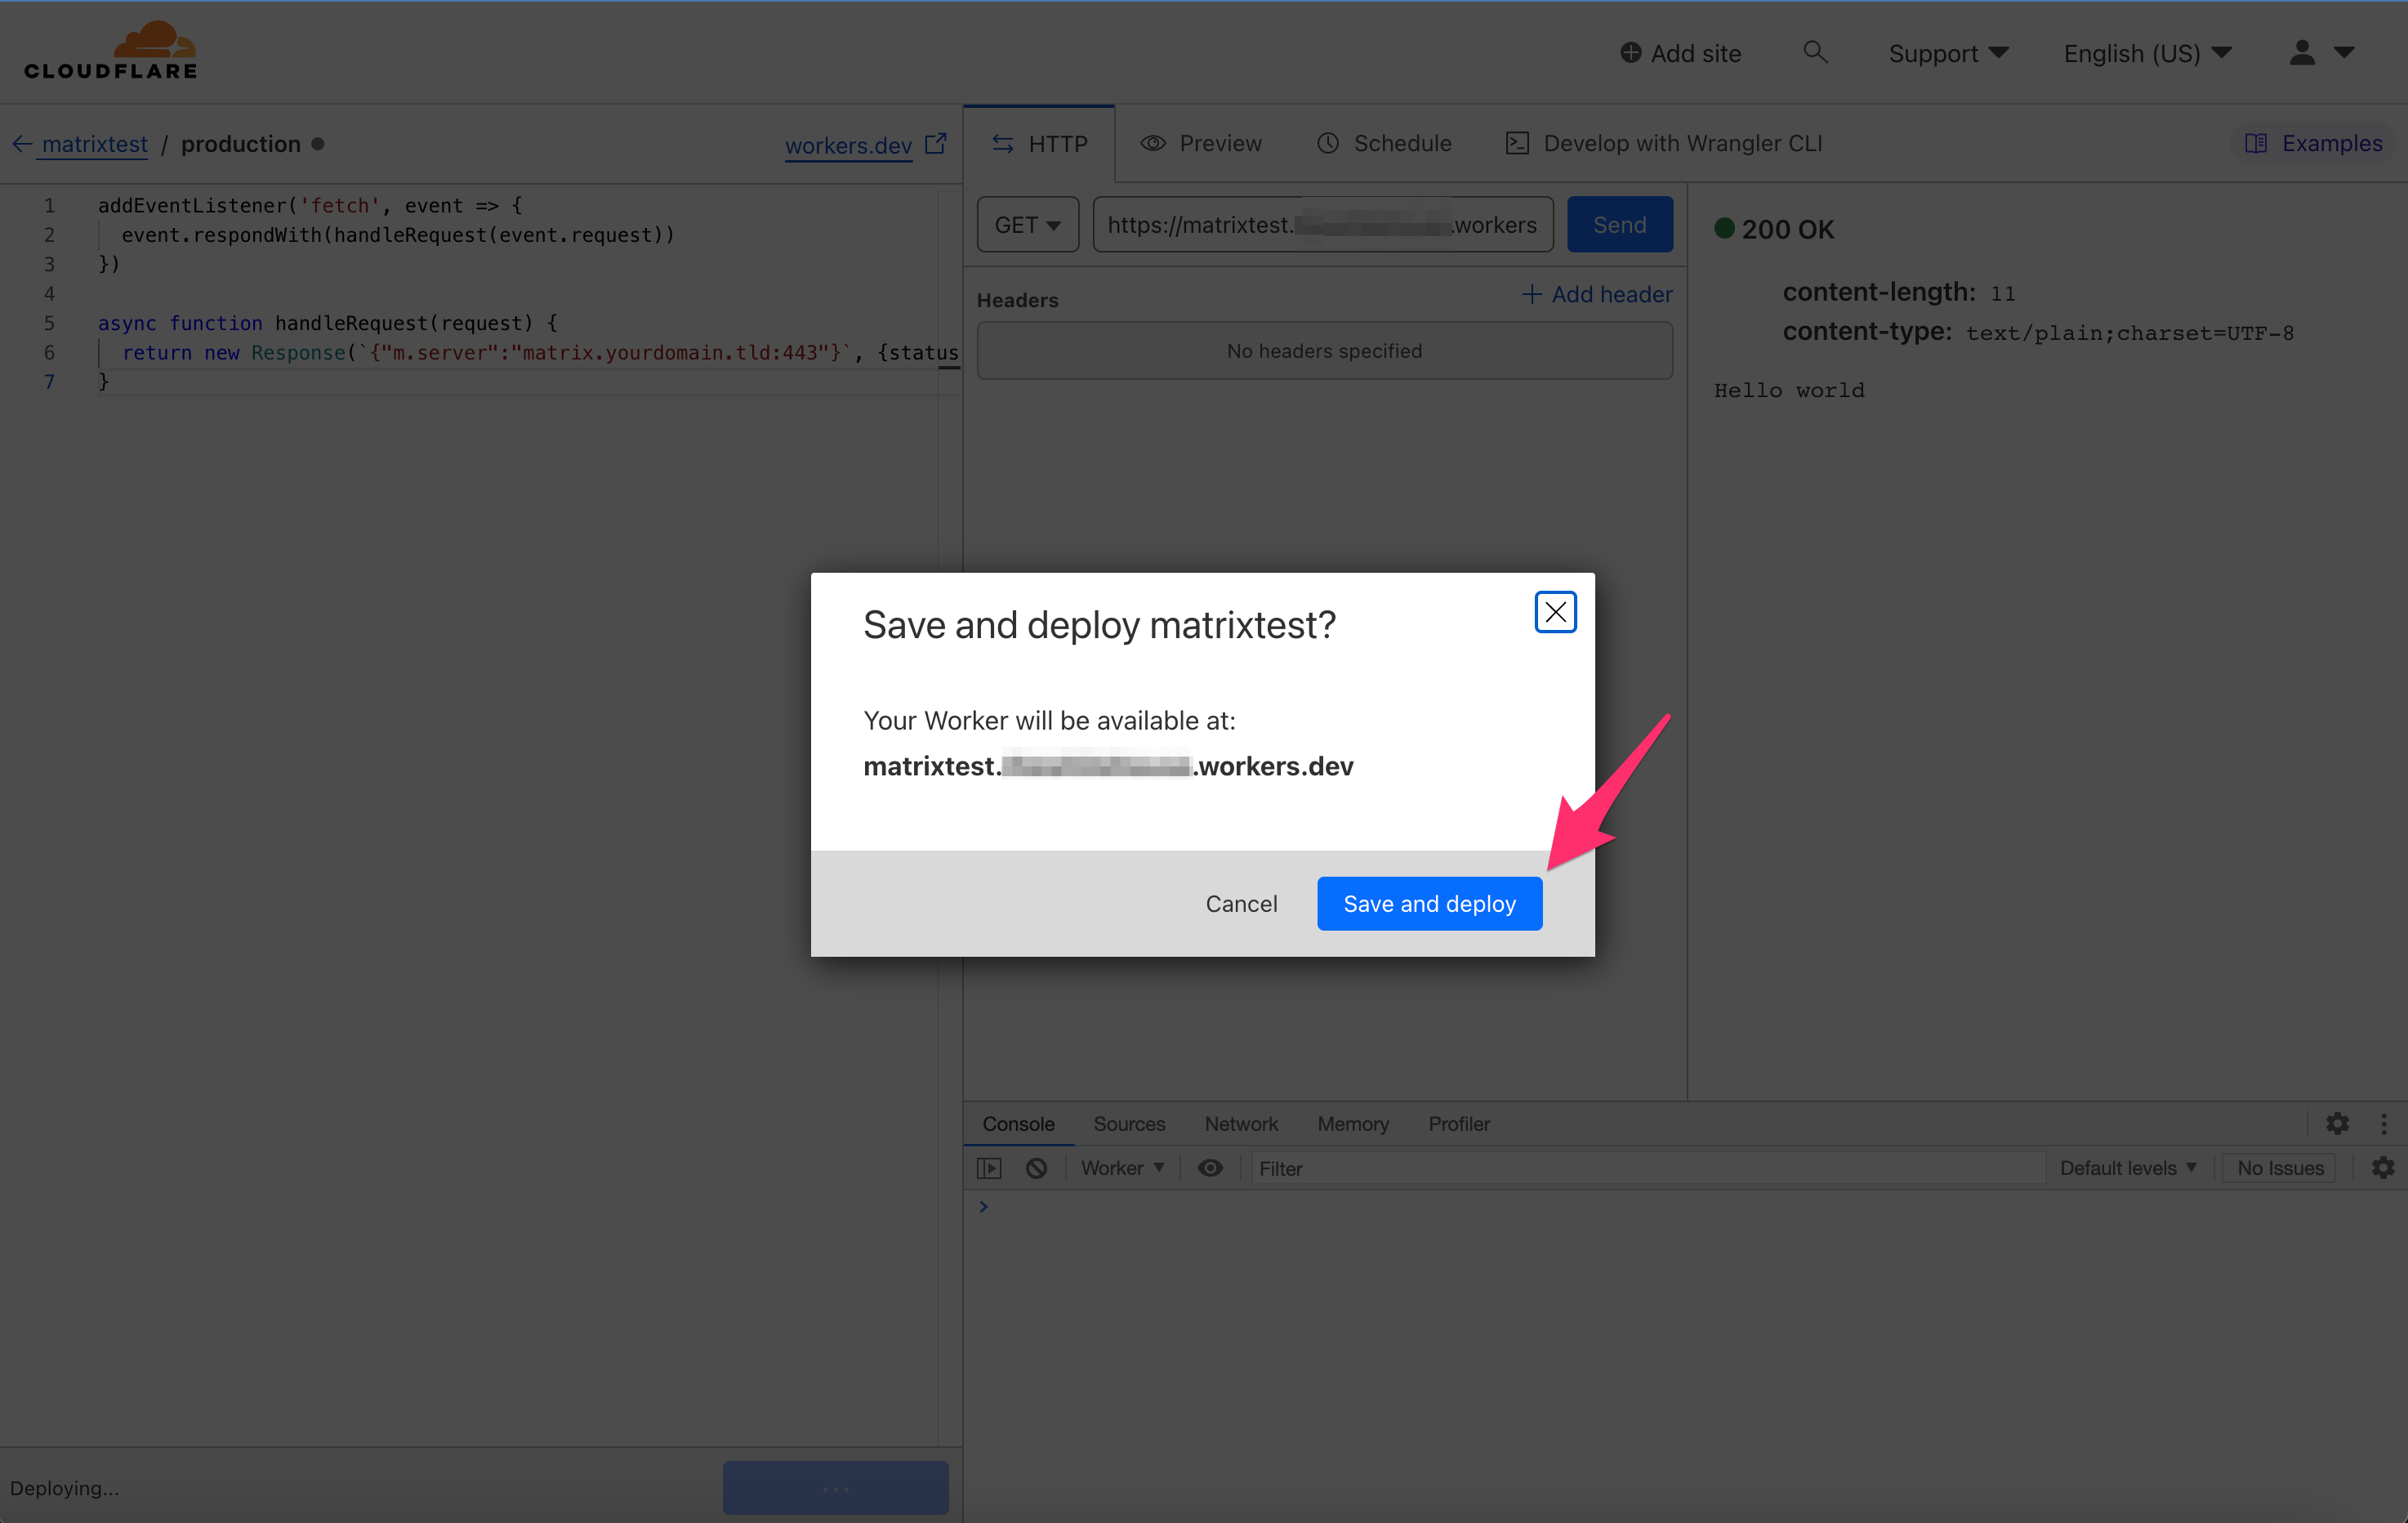 CLOUDFLARE
Add site
Support
English (US)
matrixtest / production
workers.dev
HTTP
Preview
Schedule
Develop with Wrangler CLI
Examples
1 addEventListener('fetch', event => {
2 event.respondWith(handleRequest(event.request))
3 })
4
5 async function handleRequest(request) {
6 return new Response(`{"m.server":"matrix.yourdomain.tld:443"}`, {status
7 }
GET
https://matrixtest. .workers
Send
Headers
+ Add header
No headers specified
200 OK
content-length: 11
content-type: text/plain;charset=UTF-8
Hello world
Save and deploy matrixtest?
Your Worker will be available at:
matrixtest. .workers.dev
Cancel
Save and deploy
Console
Sources
Network
Memory
Profiler
Worker
Filter
Default levels
No Issues
>
Deploying...
...